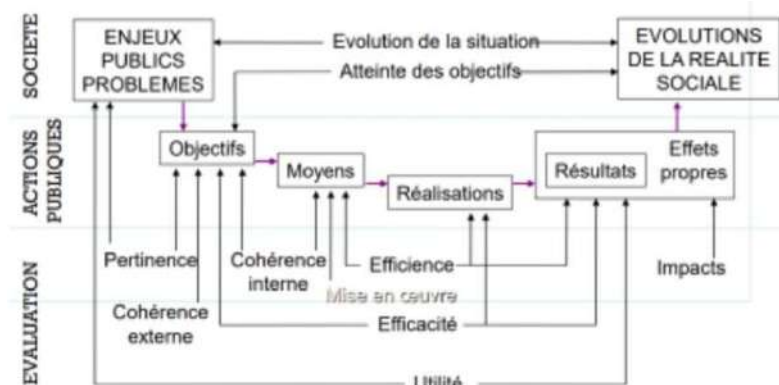 SOCIETE
ENJEUX
PUBLICS
PROBLEMES
Evolution de la situation
Atteinte des objectifs
EVOLUTIONS
DE LA REALITE
SOCIALE
ACTIONS
PUBLIQUES
Objectifs
Moyens
Réalisations
Résultats
Effets
propres
EVALUATION
Pertinence
Cohérence
externe
Cohérence
interne
Mise en œuvre
Efficience
Efficacité
Impacts
Utilité